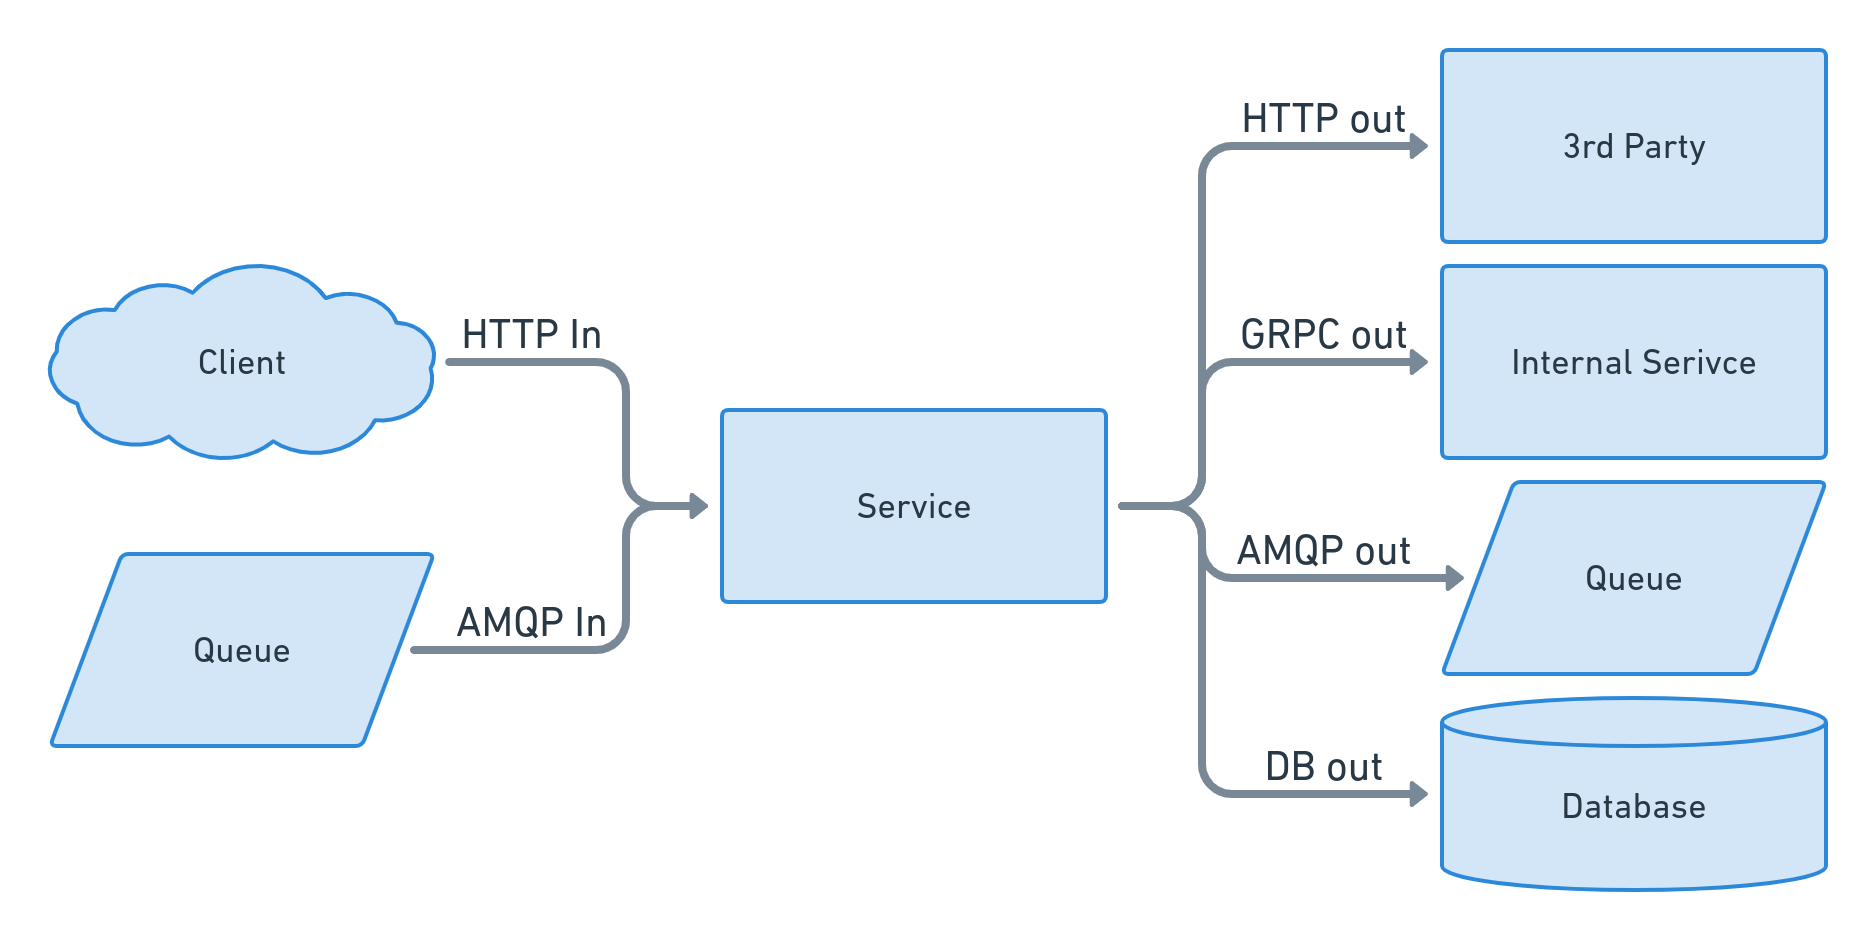 HTTP out
3rd Party
HTTP In
Client
GRPC out
Internal Serivce
Service
AMQP out
Queue
AMQP In
Queue
DB out
Database